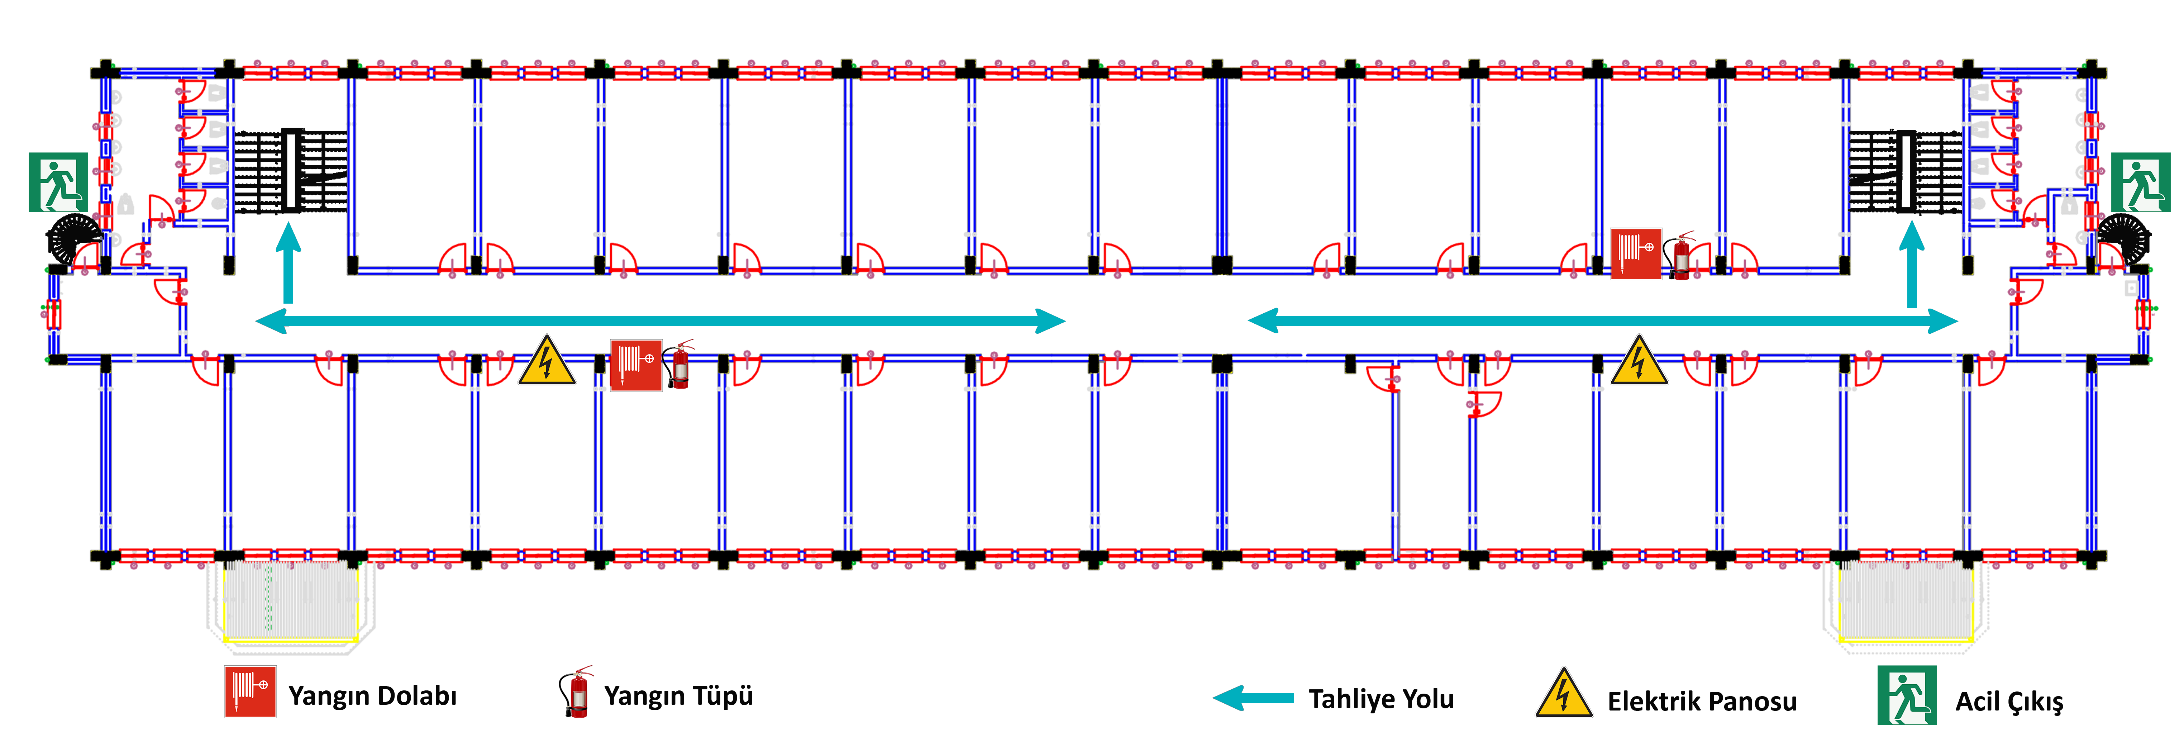 Yangın Dolabı
Yangın Tüpü
Tahliye Yolu
Elektrik Panosu
Acil Çıkış